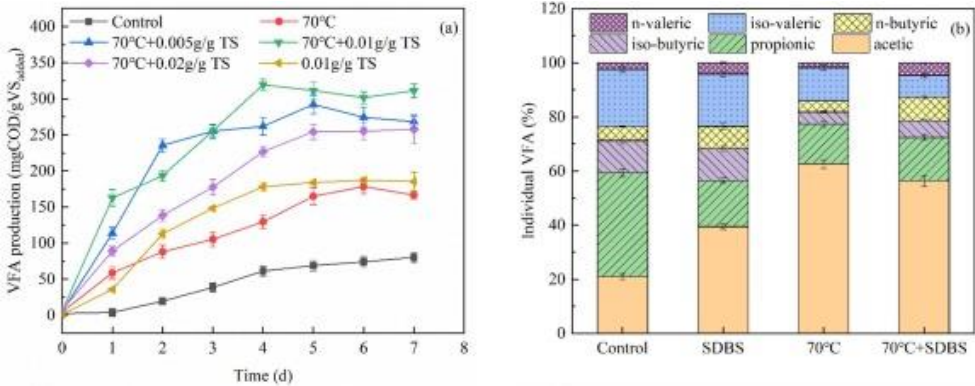 Control
70℃
70℃+0.005g/g TS
70℃+0.01g/g TS
70℃+0.02g/g TS
0.01g/g TS
(a)
VFA production (mgCOD/gVSadded)
400
350
300
250
200
150
100
50
0
0 1 2 3 4 5 6 7 8
Time (d)
n-valeric
iso-valeric
n-butyric
iso-butyric
propionic
acetic
(b)
Individual VFA (%)
120
100
80
60
40
20
0
Control SDBS 70℃ 70℃+SDBS